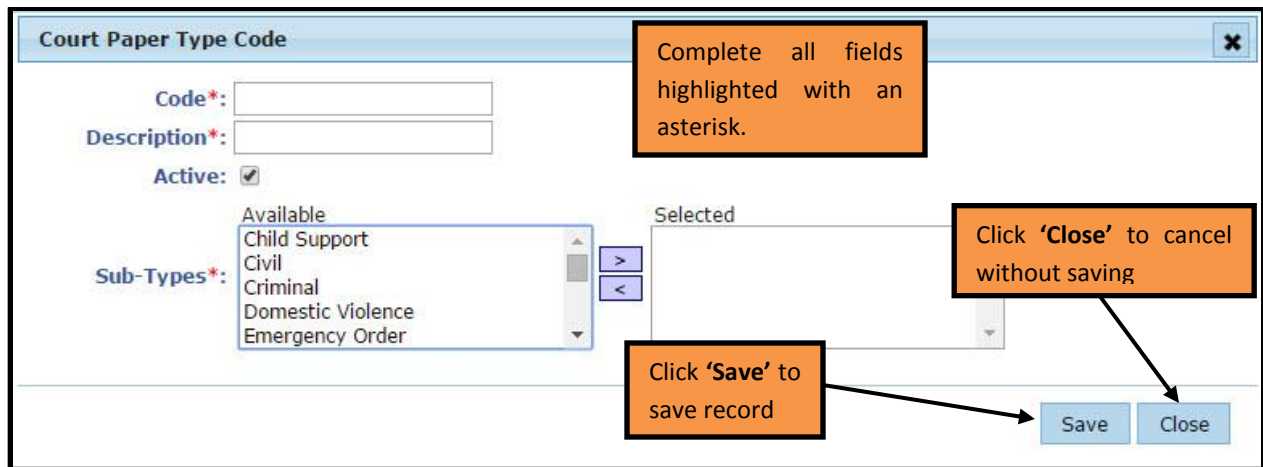 Court Paper Type Code
Complete all fields
highlighted with an
asterisk.
Code*:
Description*:
Active:
Available
Selected
Sub-Types*:
Child Support
Civil
Criminal
Domestic Violence
Emergency Order
>
<
Click ‘Close’ to cancel
without saving
Click ‘Save’ to
save record
Save
Close